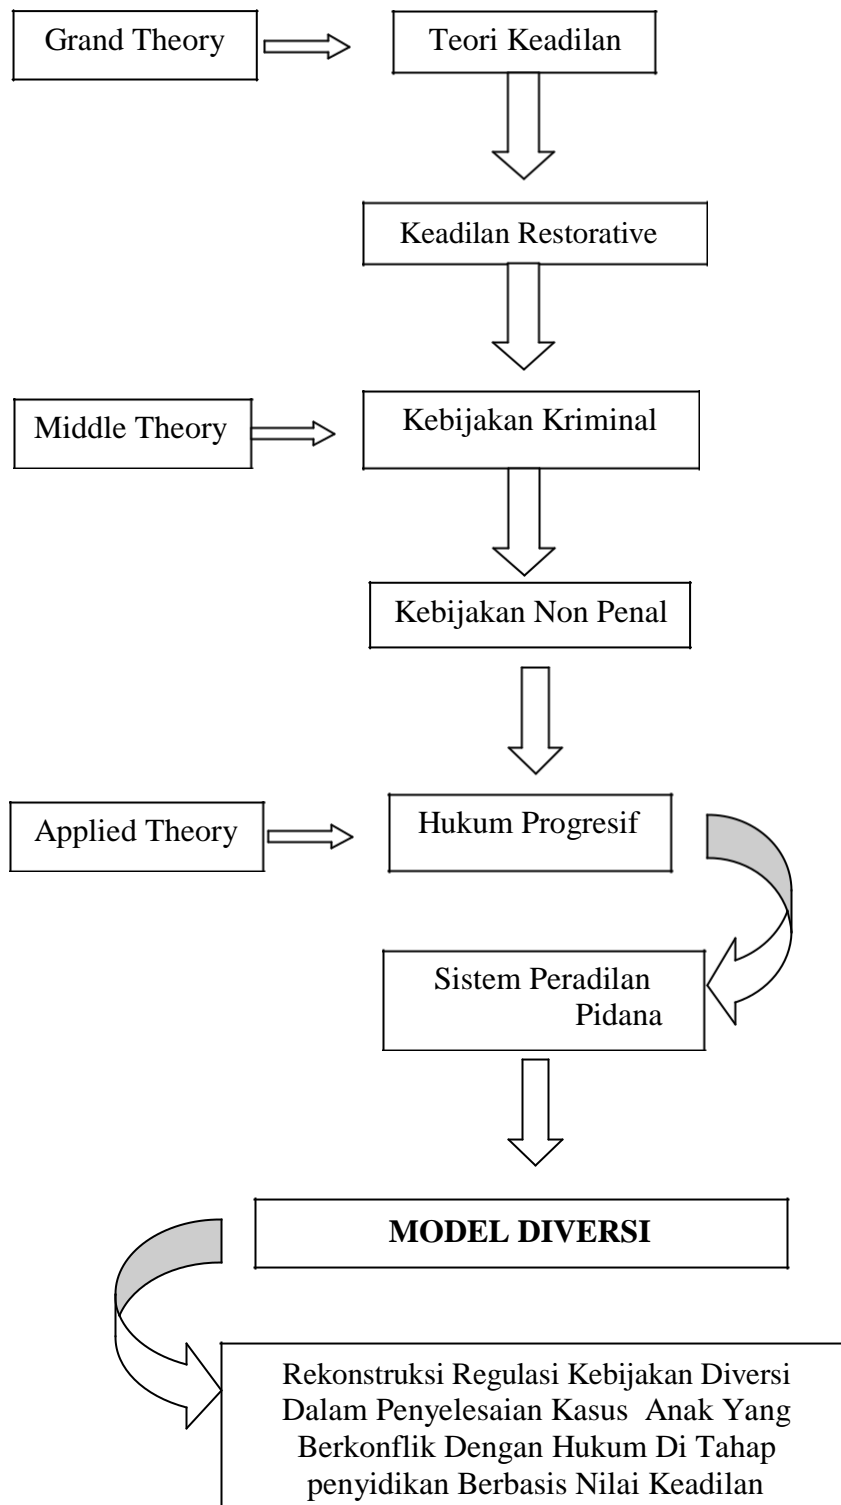 Grand Theory
Teori Keadilan
Keadilan Restorative
Middle Theory
Kebijakan Kriminal
Kebijakan Non Penal
Applied Theory
Hukum Progresif
Sistem Peradilan
Pidana
MODEL DIVERSI
Rekonstruksi Regulasi Kebijakan Diversi
Dalam Penyelesaian Kasus Anak Yang
Berkonflik Dengan Hukum Di Tahap
penyidikan Berbasis Nilai Keadilan